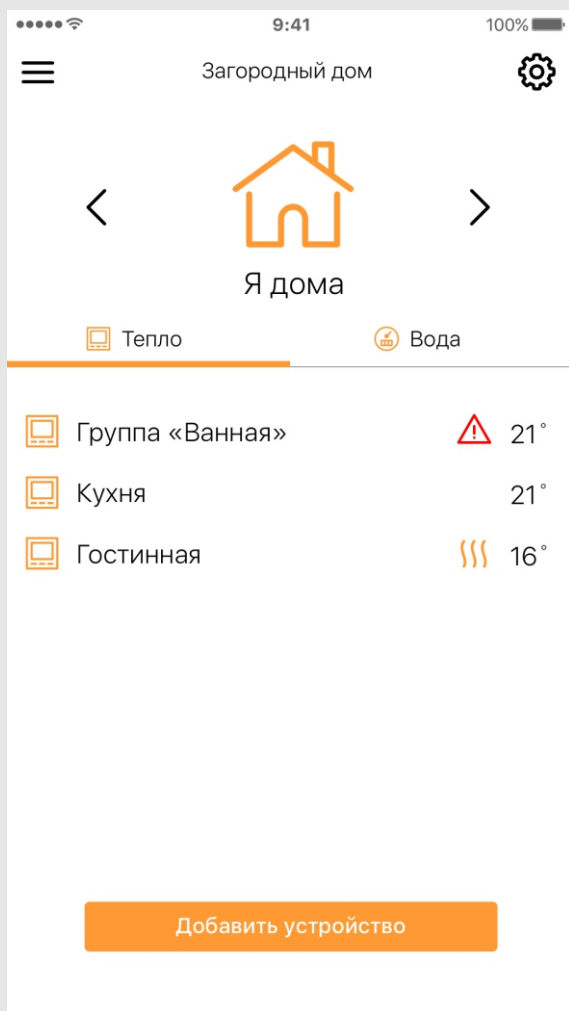 9:41 100%
Загородный дом
Я дома
Тепло Вода
Группа «Ванная» 21°
Кухня 21°
Гостинная 16°
Добавить устройство